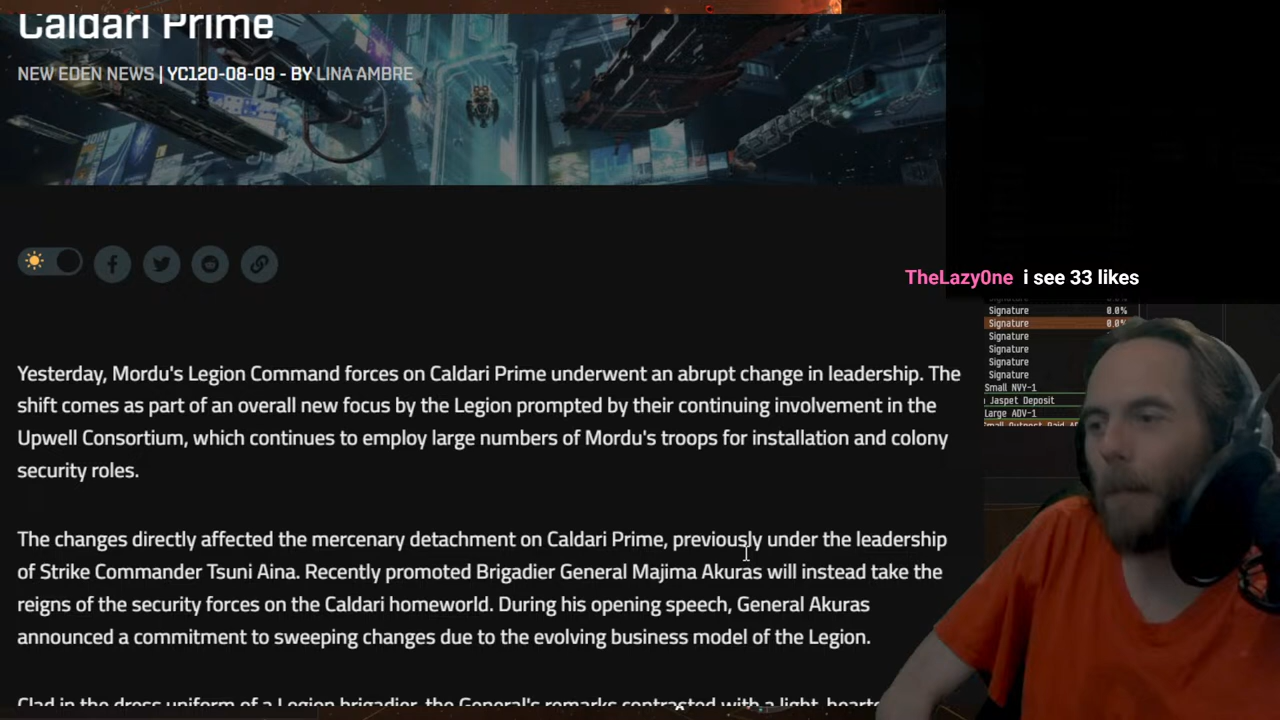 Caldari Prime
NEW EDEN NEWS | YC120-08-09 - BY LINA AMBRE
TheLazy0ne i see 33 likes
Signature 0.0%
Signature 0.0%
Signature
Signature
Signature
Signature
Small NVY-1
Jaspet Deposit
Large ADV-1
Yesterday, Mordu's Legion Command forces on Caldari Prime underwent an abrupt change in leadership. The
shift comes as part of an overall new focus by the Legion prompted by their continuing involvement in the
Upwell Consortium, which continues to employ large numbers of Mordu's troops for installation and colony
security roles.
The changes directly affected the mercenary detachment on Caldari Prime, previously under the leadership
of Strike Commander Tsuni Aina. Recently promoted Brigadier General Majima Akuras will instead take the
reigns of the security forces on the Caldari homeworld. During his opening speech, General Akuras
announced a commitment to sweeping changes due to the evolving business model of the Legion.
Clad in the dress uniform of a Legion brigadier, the General's remarks contrasted with a light-